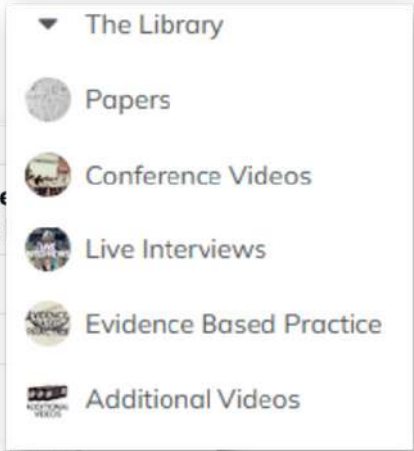 The Library
Papers
Conference Videos
Live Interviews
Evidence Based Practice
Additional Videos